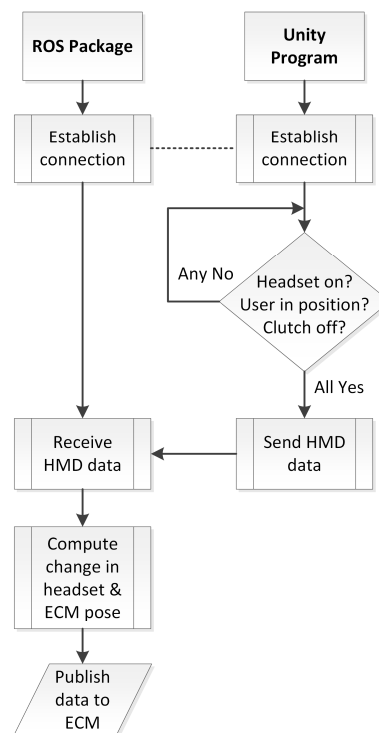 ROS Package
Unity
Program
Establish
connection
Establish
connection
Any No
Headset on?
User in position?
Clutch off?
All Yes
Receive
HMD data
Send HMD
data
Compute
change in
headset &
ECM pose
Publish
data to
ECM